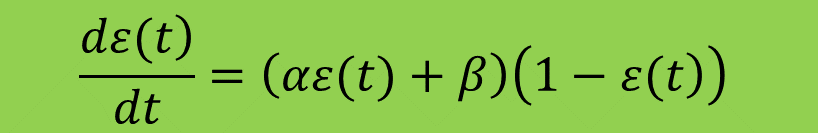 dε(t)/dt = (αε(t) + β)(1 − ε(t))